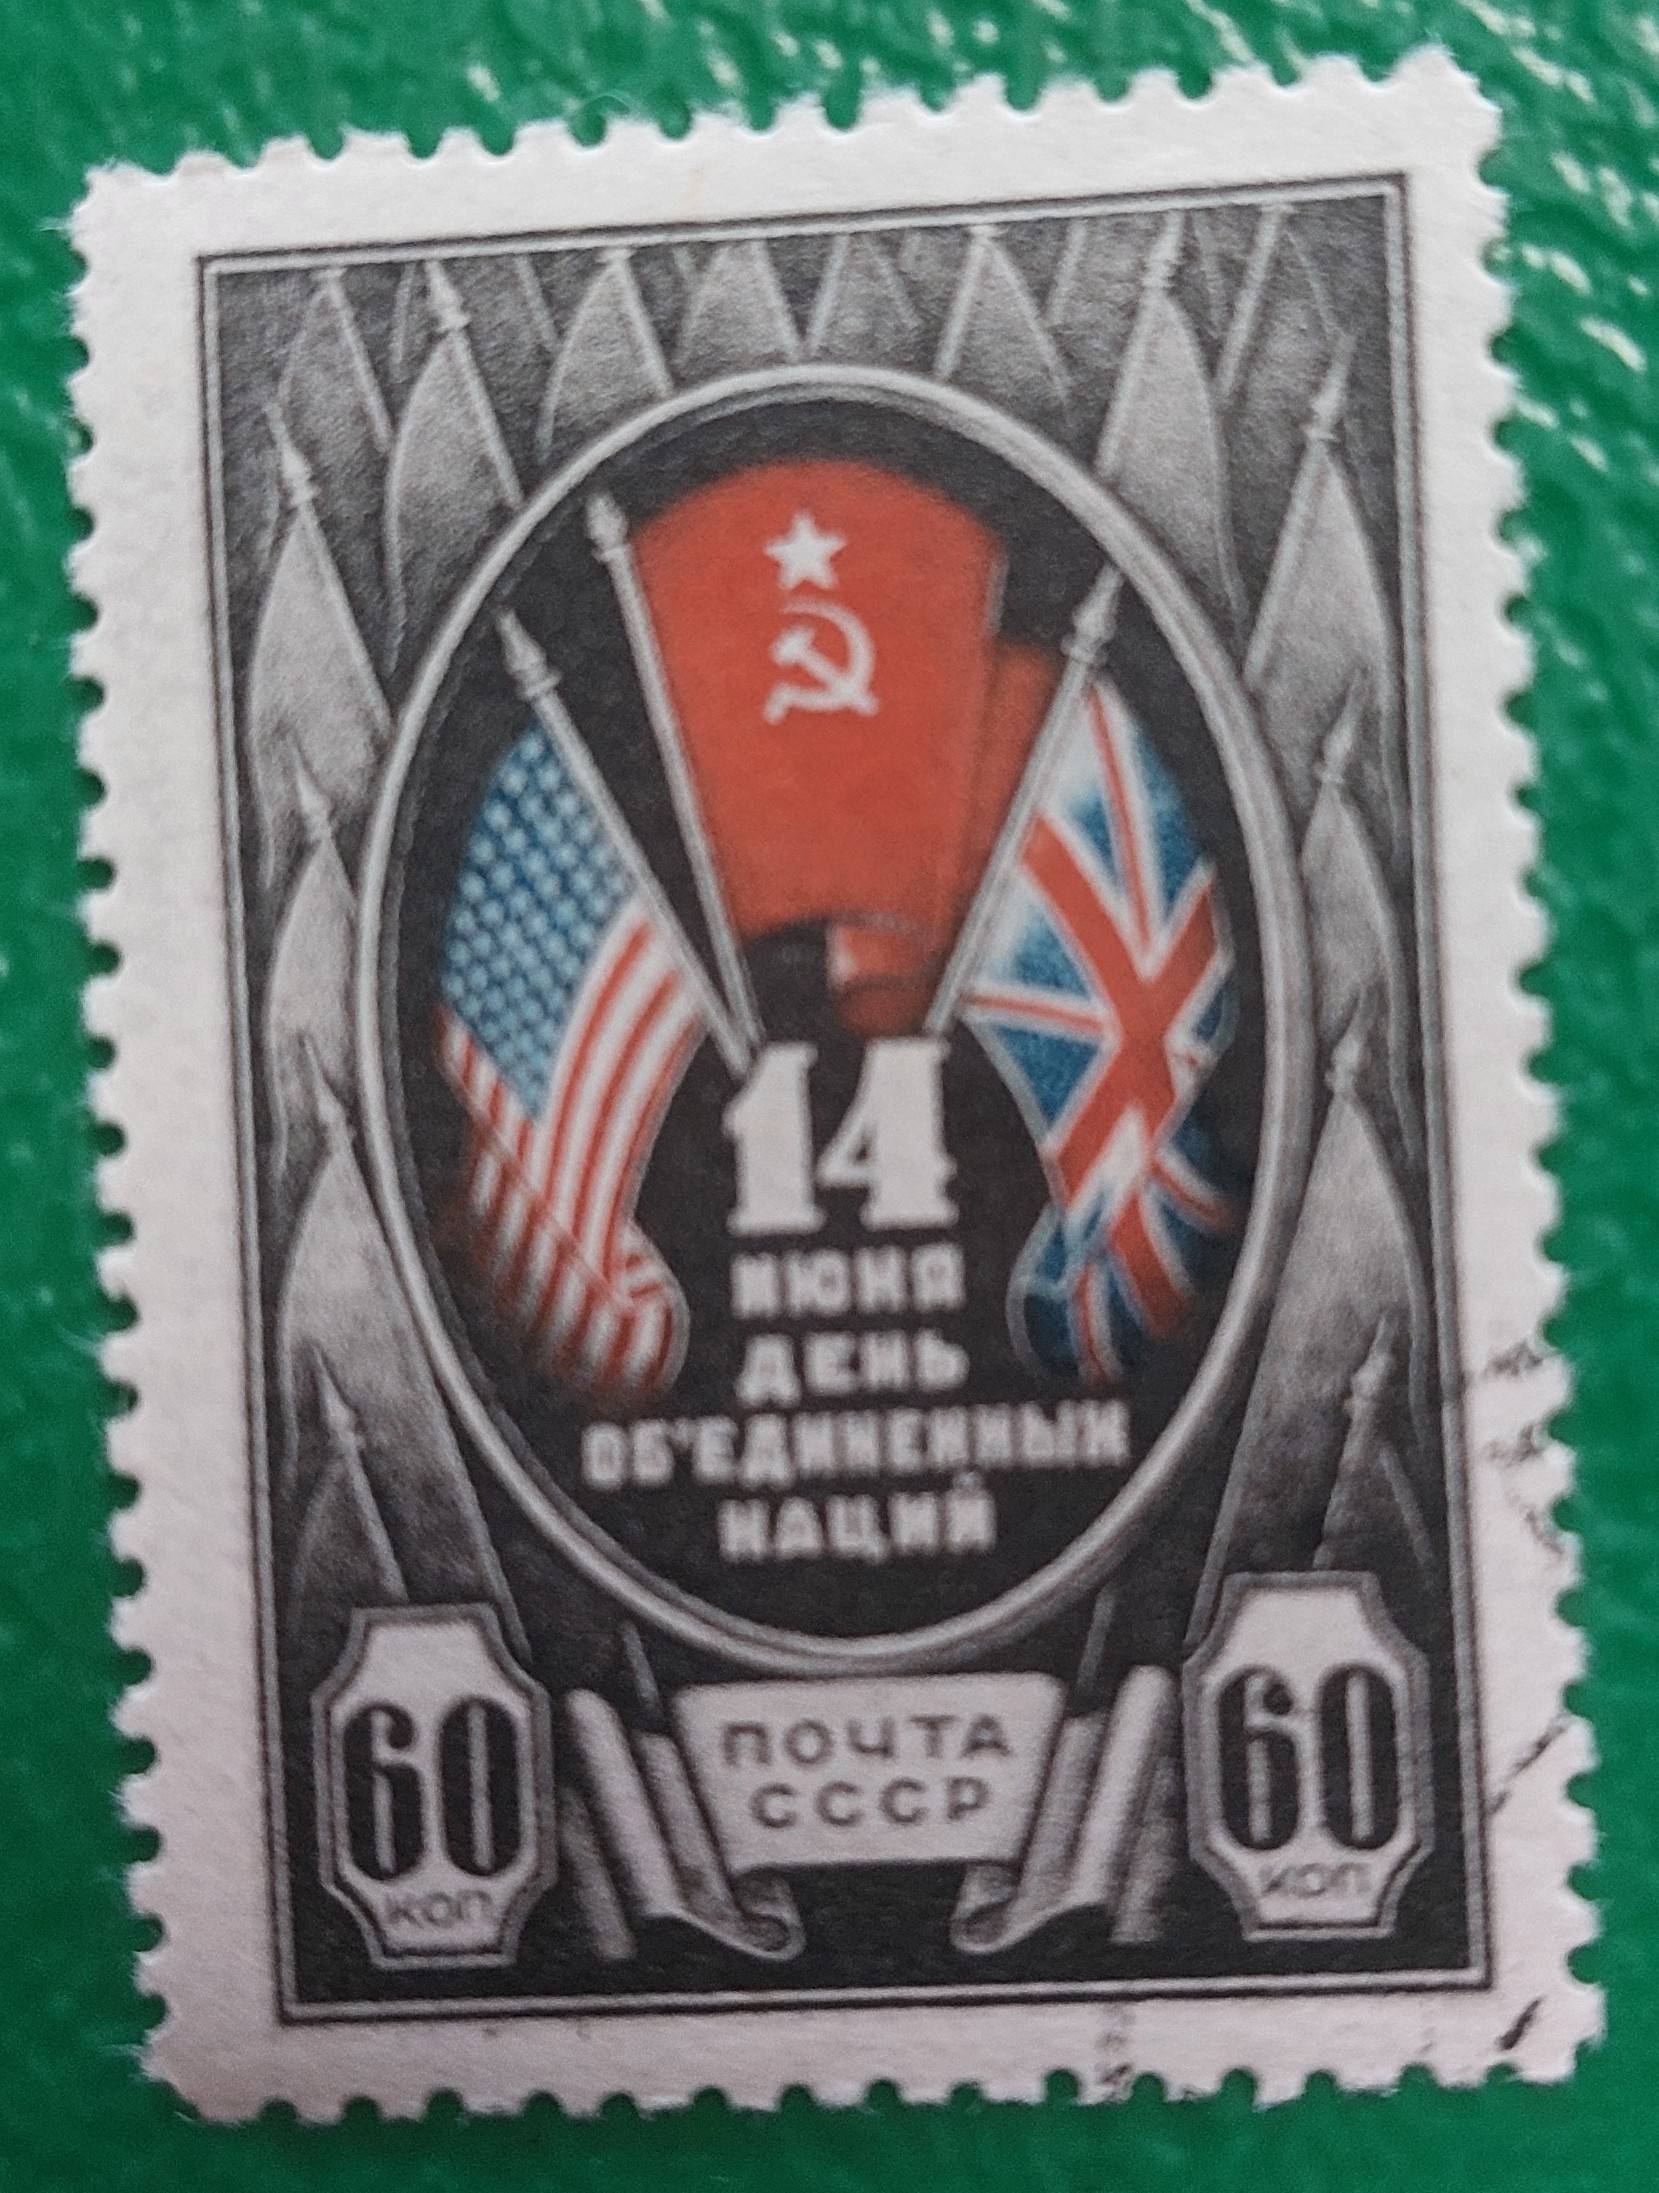 14
ИЮНЯ
ДЕНЬ
ОБ'ЕДИНЕННЫХ
НАЦИЙ
60
КОП
ПОЧТА
СССР
60
КОП